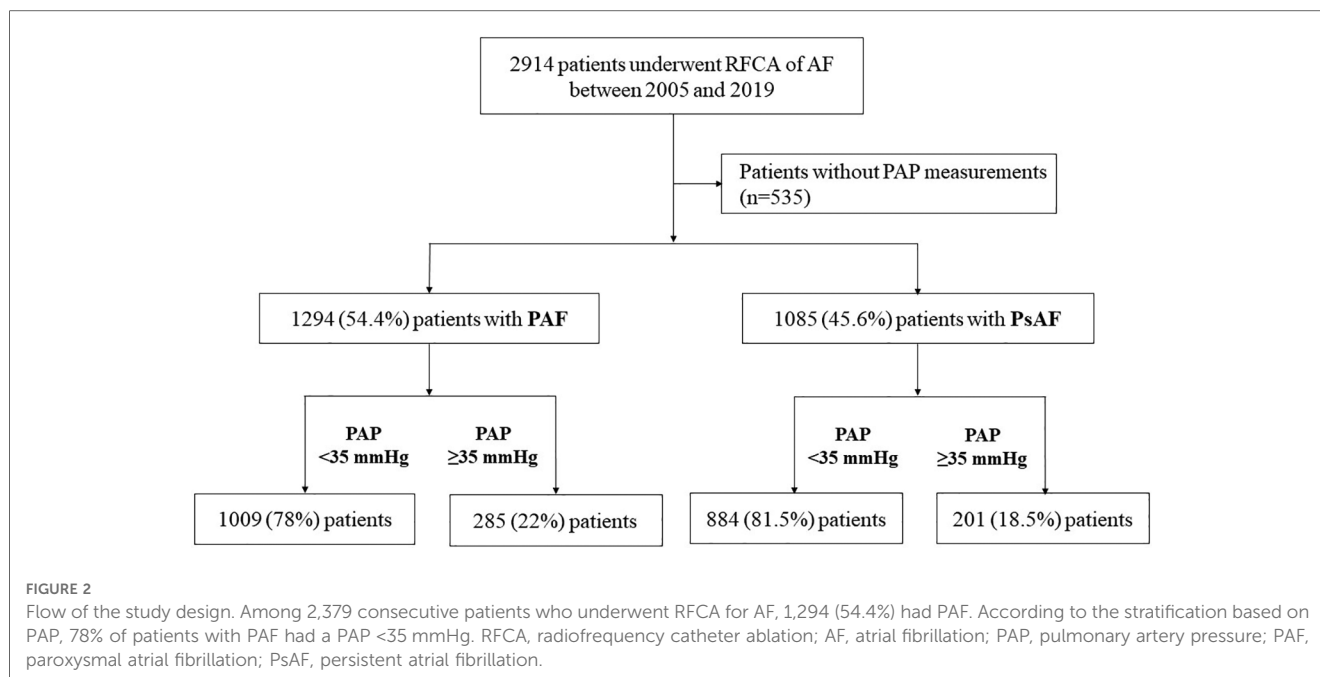 2914 patients underwent RFCA of AF
between 2005 and 2019
Patients without PAP measurements
(n=535)
1294 (54.4%) patients with PAF
1085 (45.6%) patients with PsAF
PAP
<35 mmHg
PAP
≥35 mmHg
PAP
<35 mmHg
PAP
≥35 mmHg
1009 (78%) patients
285 (22%) patients
884 (81.5%) patients
201 (18.5%) patients
FIGURE 2
Flow of the study design. Among 2,379 consecutive patients who underwent RFCA for AF, 1,294 (54.4%) had PAF. According to the stratification based on
PAP, 78% of patients with PAF had a PAP <35 mmHg. RFCA, radiofrequency catheter ablation; AF, atrial fibrillation; PAP, pulmonary artery pressure; PAF,
paroxysmal atrial fibrillation; PsAF, persistent atrial fibrillation.